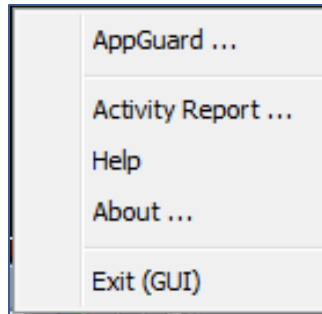 AppGuard ...
Activity Report ...
Help
About ...
Exit (GUI)